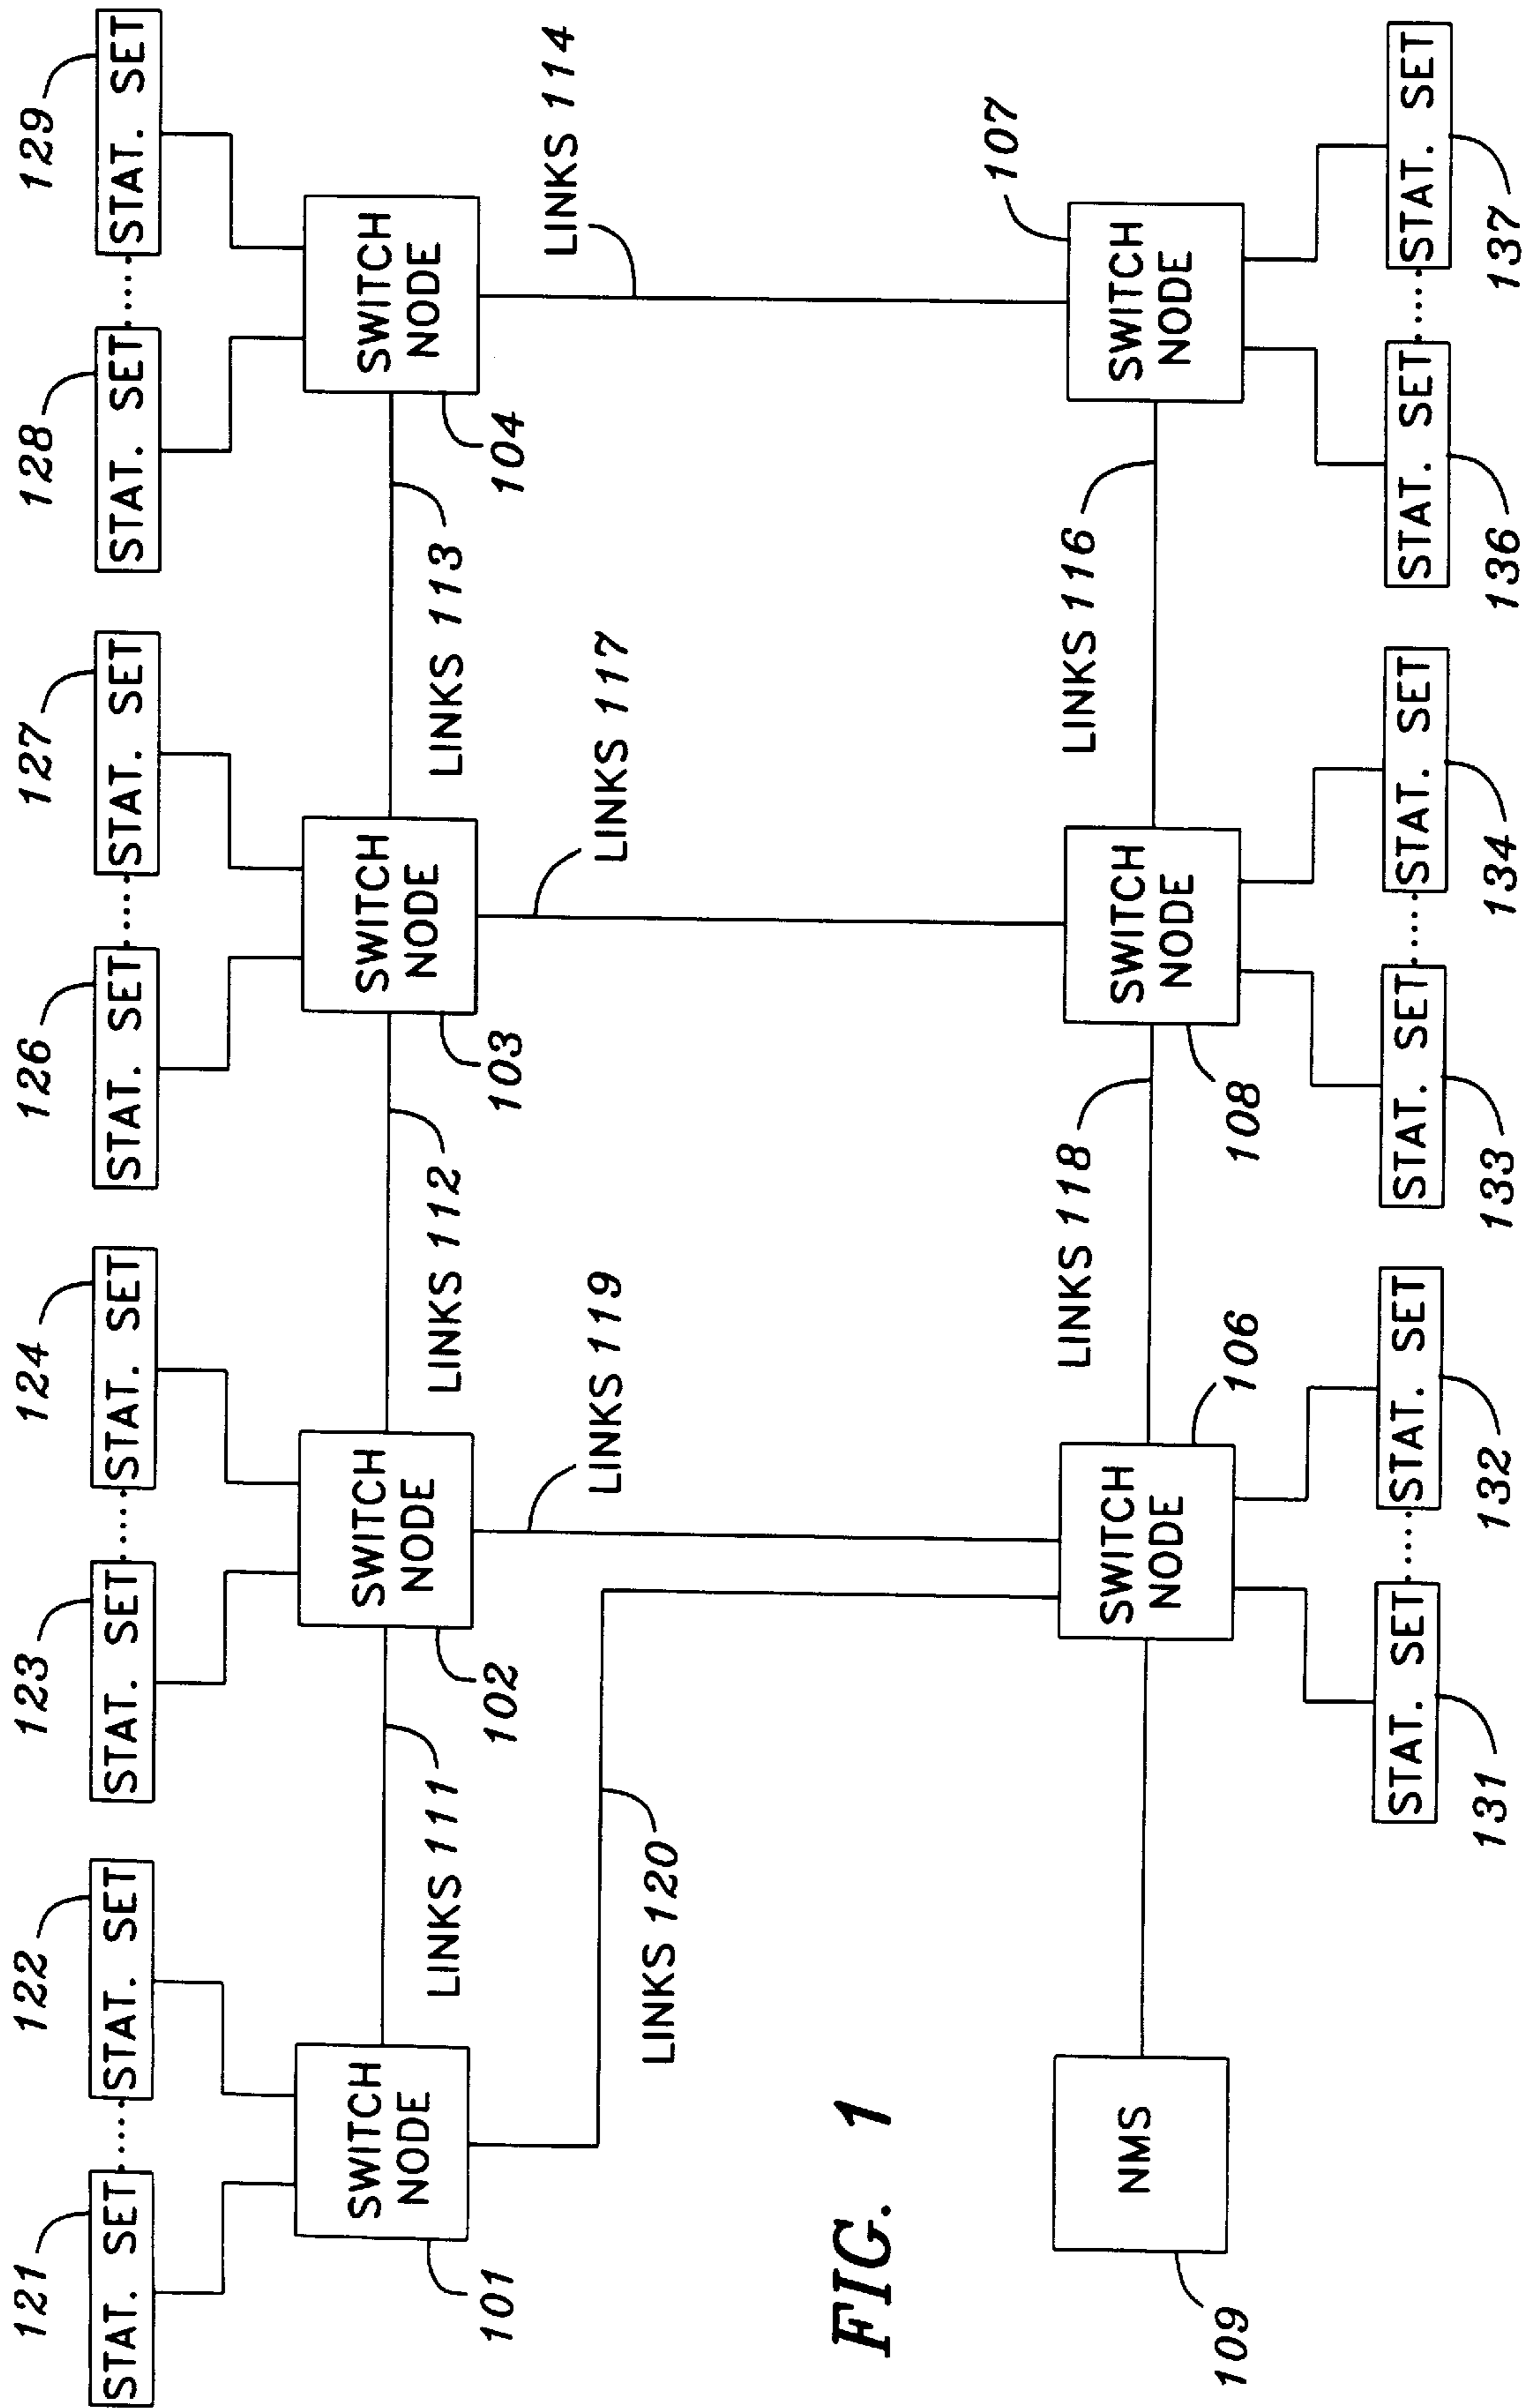 121
122
123
124
126
127
128
129
STAT. SET
STAT. SET
STAT. SET
STAT. SET
STAT. SET
STAT. SET
STAT. SET
STAT. SET
SWITCH
NODE
SWITCH
NODE
SWITCH
NODE
SWITCH
NODE
101
LINKS 111
102
LINKS 112
103
LINKS 113
104
LINKS 120
LINKS 119
LINKS 117
LINKS 114
FIG. 1
LINKS 118
LINKS 116
107
NMS
SWITCH
NODE
SWITCH
NODE
SWITCH
NODE
109
106
108
STAT. SET
STAT. SET
STAT. SET
STAT. SET
STAT. SET
STAT. SET
131
132
133
134
136
137